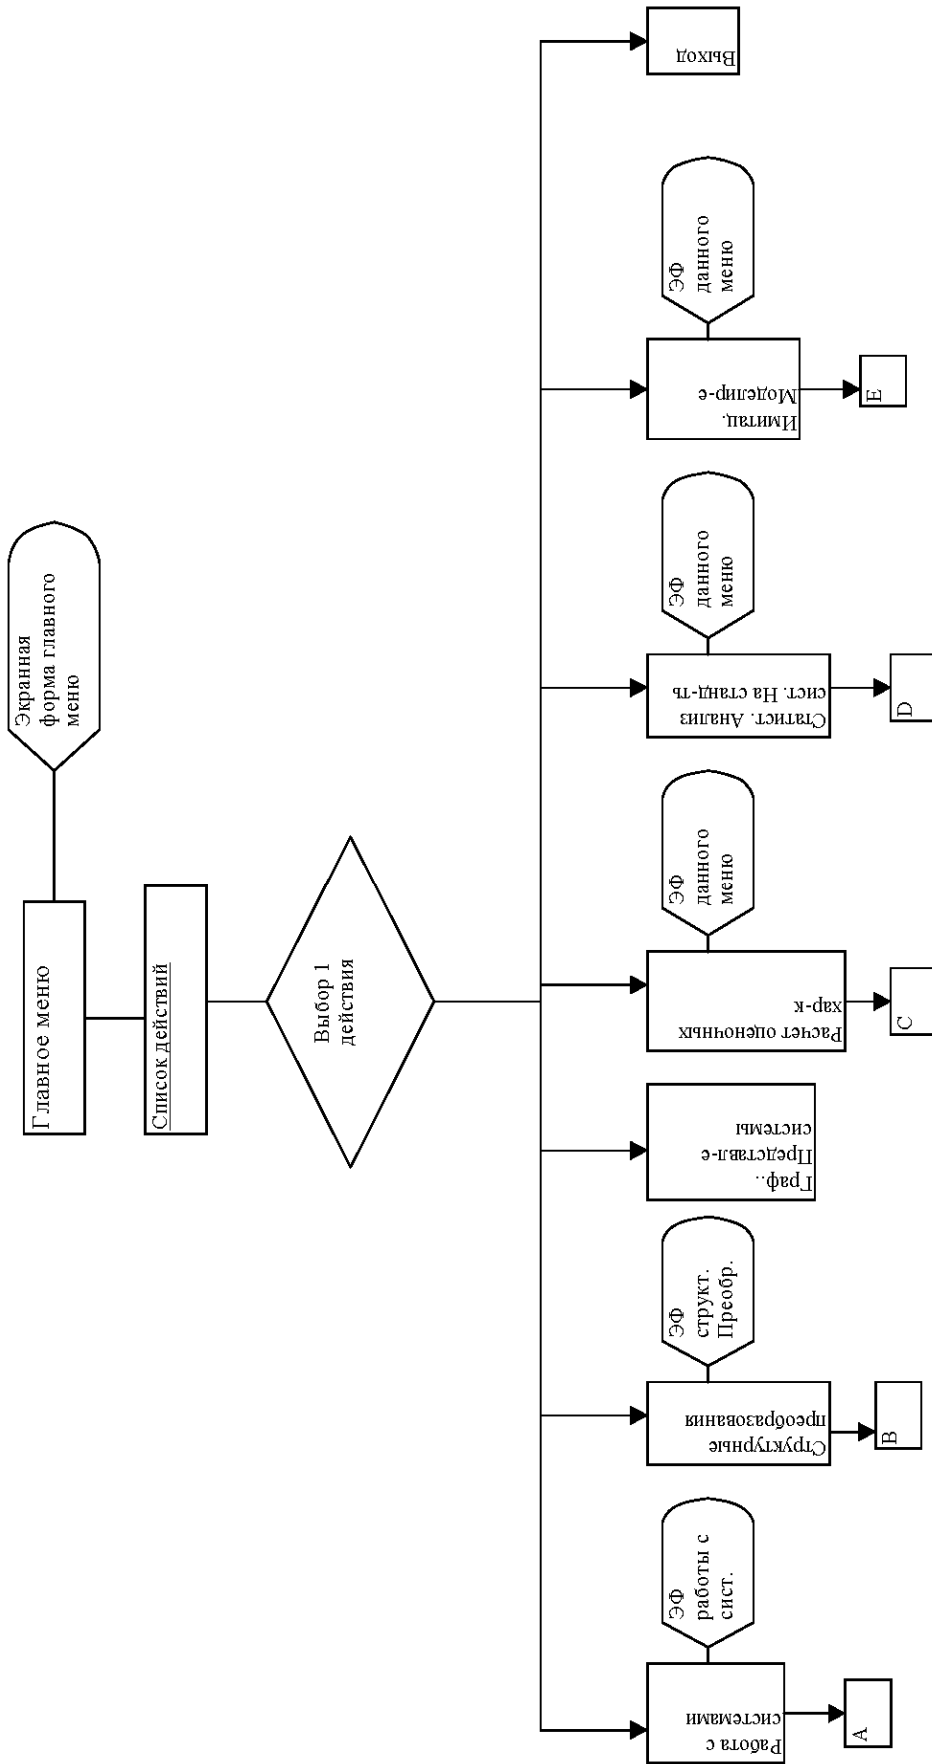 Главное меню
Экранная
форма главного
меню
Список действий
Выбор 1
действия
Работа с
системами
ЭФ
работы с
сист.
A
Структурные
преобразования
ЭФ
структ.
Преобр.
B
Граф..
Представл-е
системы
Расчет оценочных
хар-к
ЭФ
данного
меню
C
Статист. Анализ
сист. На станд-ть
ЭФ
данного
меню
D
Имитац.
Моделир-е
ЭФ
данного
меню
E
Выход